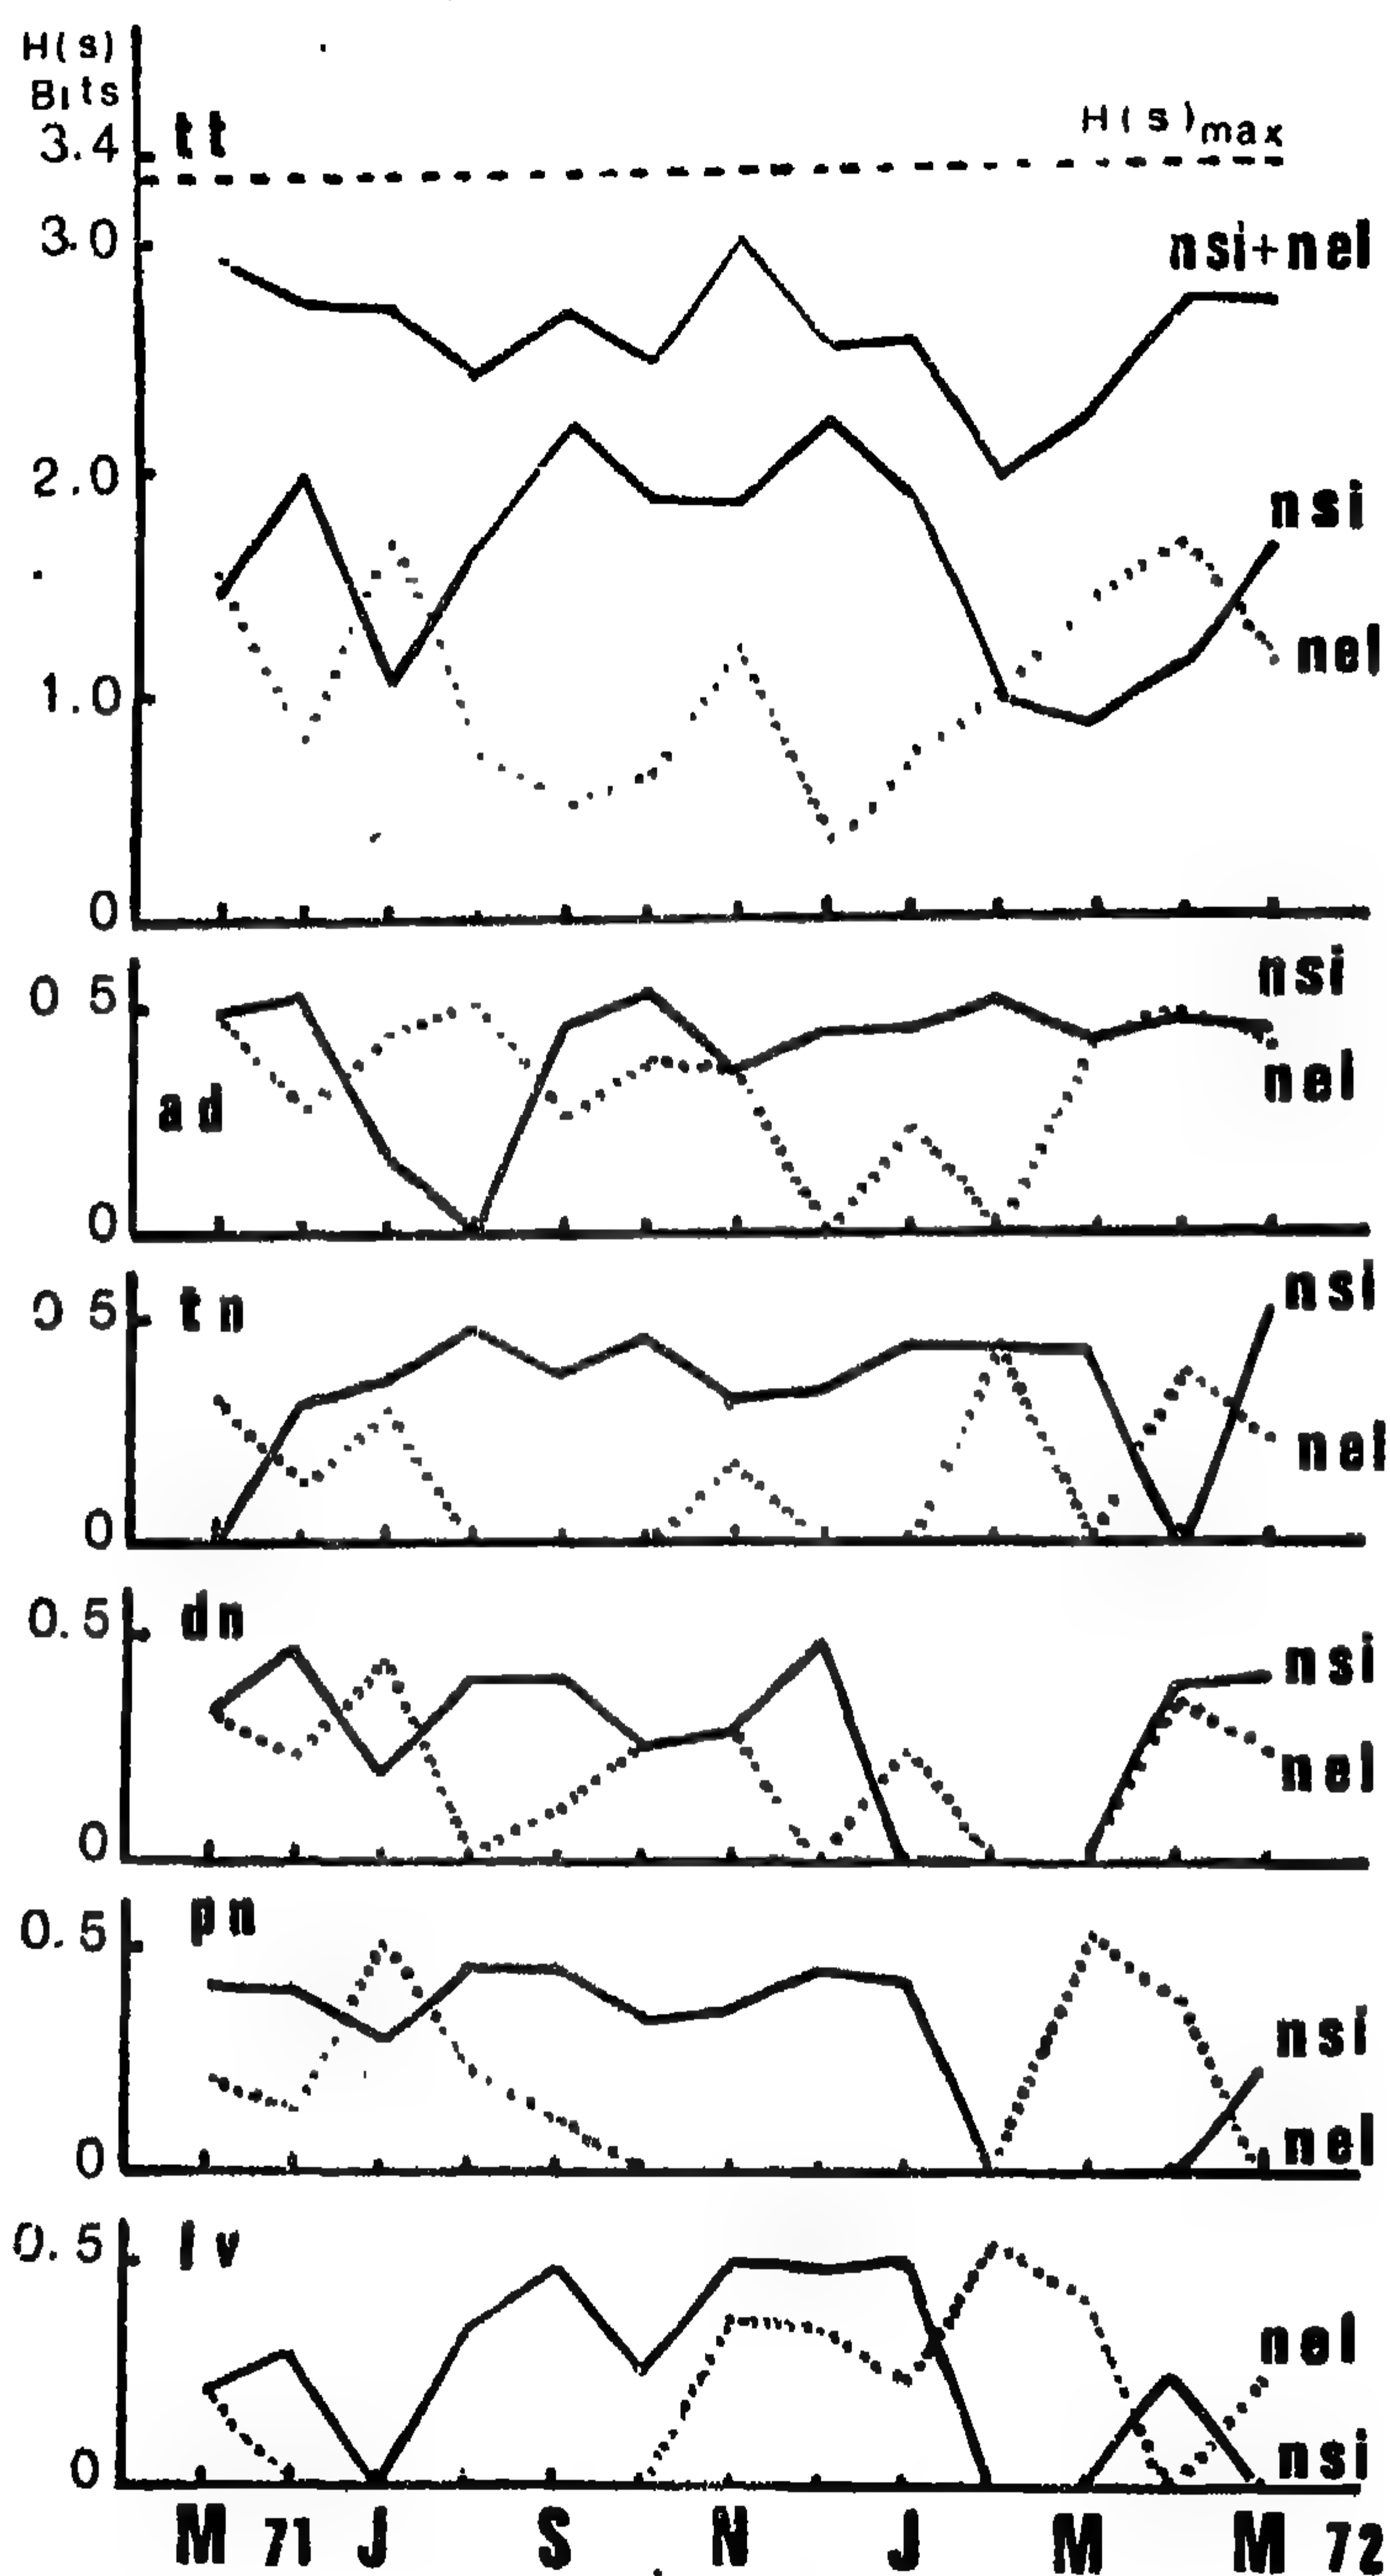 H(s)
Bits
3.4 tt H(s)max
3.0 nsi+nel
2.0 nsi
1.0 nel
0
0 5 nsi
ad nel
0
0 5 tn nsi
nel
0
0.5 dn nsi
nel
0
0.5 pn
nsi
0 nel
0.5 lv
nel
0 nsi
M 71 J S N J M M 72